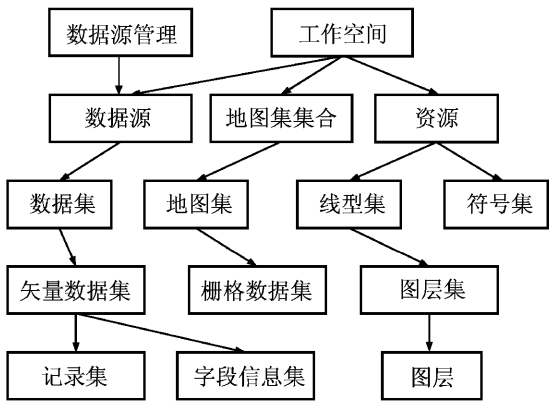 数据源管理
工作空间
数据源
地图集集合
资源
数据集
地图集
线型集
符号集
矢量数据集
栅格数据集
图层集
记录集
字段信息集
图层